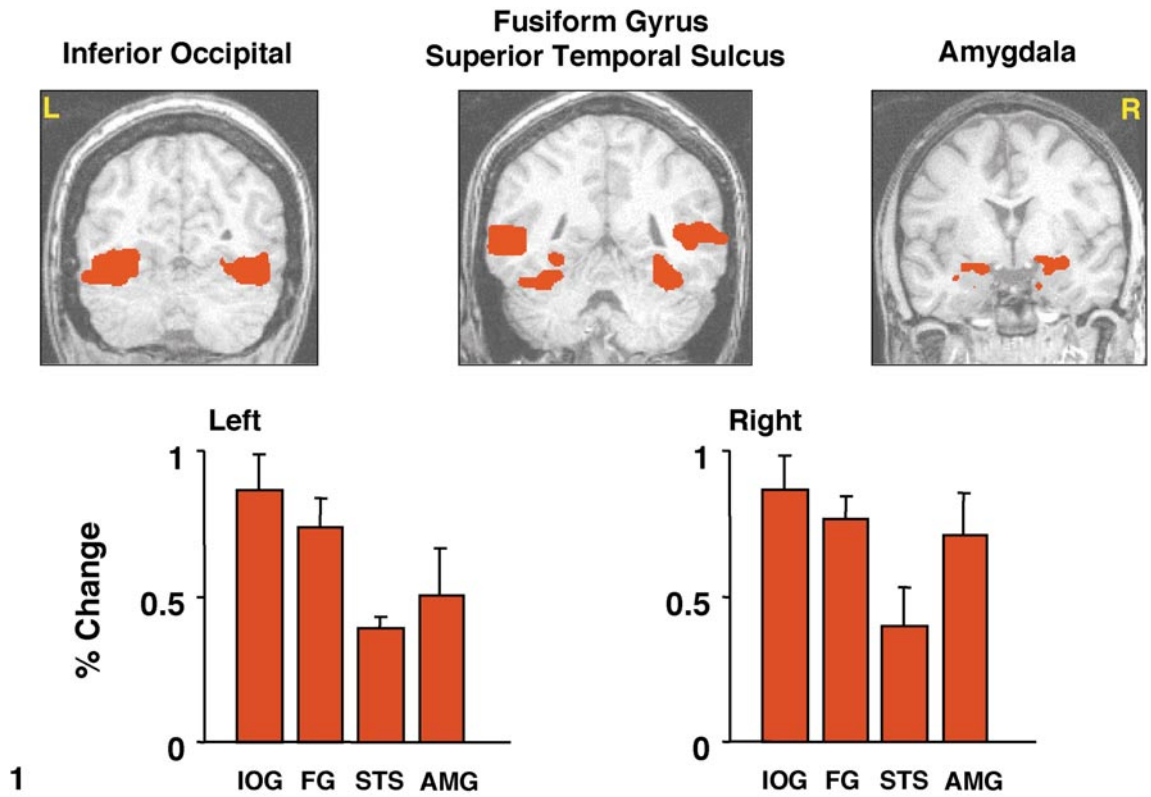 Inferior Occipital
Fusiform Gyrus
Superior Temporal Sulcus
Amygdala
L
R
Left
% Change
1
0.5
0
IOG FG STS AMG
Right
1
0.5
0
IOG FG STS AMG
1